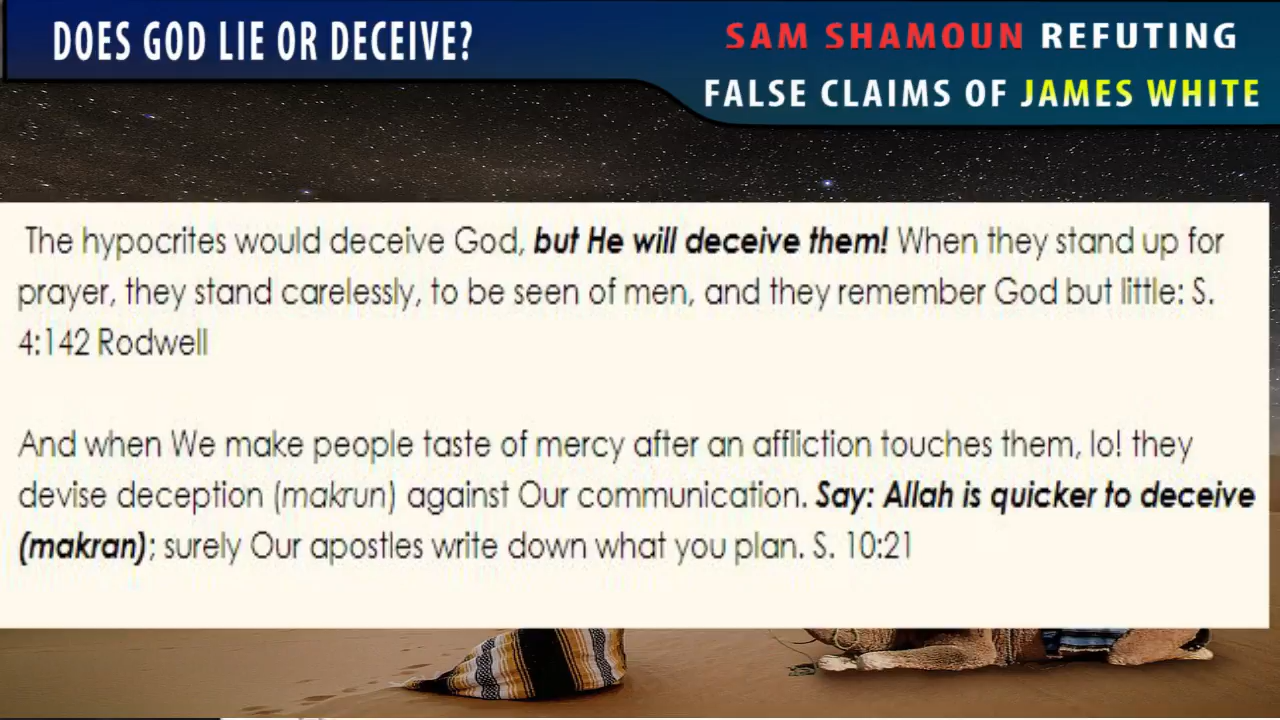 DOES GOD LIE OR DECEIVE?
SAM SHAMOUN REFUTING
FALSE CLAIMS OF JAMES WHITE
The hypocrites would deceive God, but He will deceive them! When they stand up for
prayer, they stand carelessly, to be seen of men, and they remember God but little: S.
4:142 Rodwell
And when We make people taste of mercy after an affliction touches them, lo! they
devise deception (makrun) against Our communication. Say: Allah is quicker to deceive
(makran); surely Our apostles write down what you plan. S. 10:21